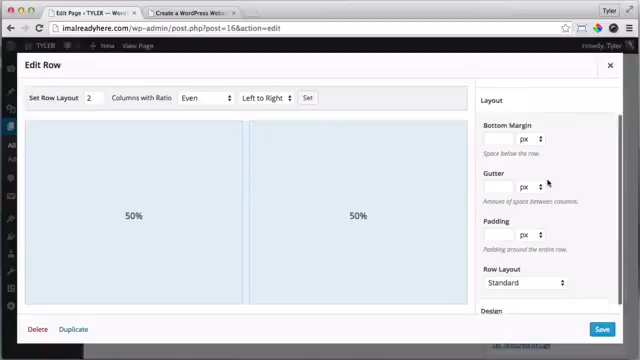 Edit Page ‹ TYLER — Word
Create a WordPress Webs
Tyler
imalreadyhere.com/wp-admin/post.php?post=16&action=edit
TYLER
New
View Page
Howdy, Tyler
Edit Row
Set Row Layout 2 Columns with Ratio Even Left to Right Set
50%
50%
Layout
Bottom Margin
px
Space below the row.
Gutter
px
Amount of space between columns.
Padding
px
Padding around the entire row.
Row Layout
Standard
Design
All
Delete
Duplicate
Save